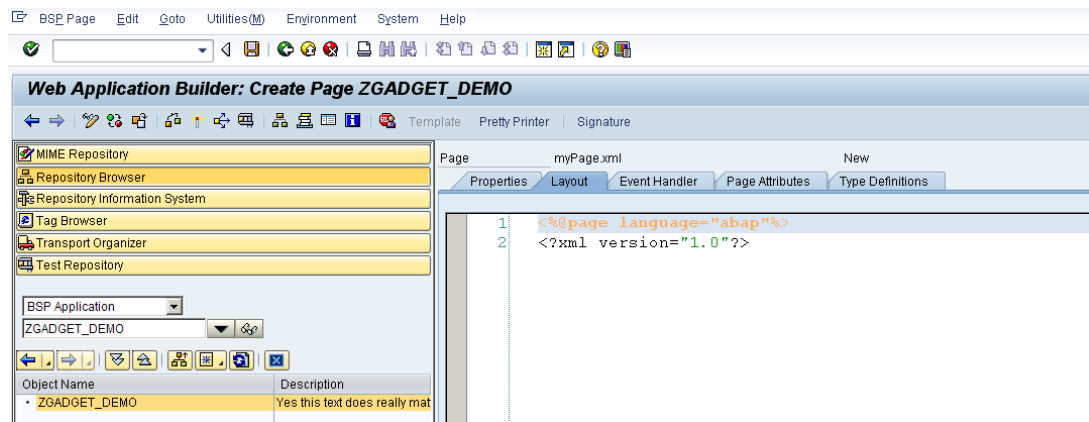 BSP Page Edit Goto Utilities(M) Environment System Help
Web Application Builder: Create Page ZGADGET_DEMO
Template Pretty Printer Signature
MIME Repository
Repository Browser
Repository Information System
Tag Browser
Transport Organizer
Test Repository
BSP Application
ZGADGET_DEMO
Object Name Description
ZGADGET_DEMO Yes this text does really mat
Page myPage.xml New
Properties Layout Event Handler Page Attributes Type Definitions
1 <%@page language="abap"%>
2 <?xml version="1.0"?>